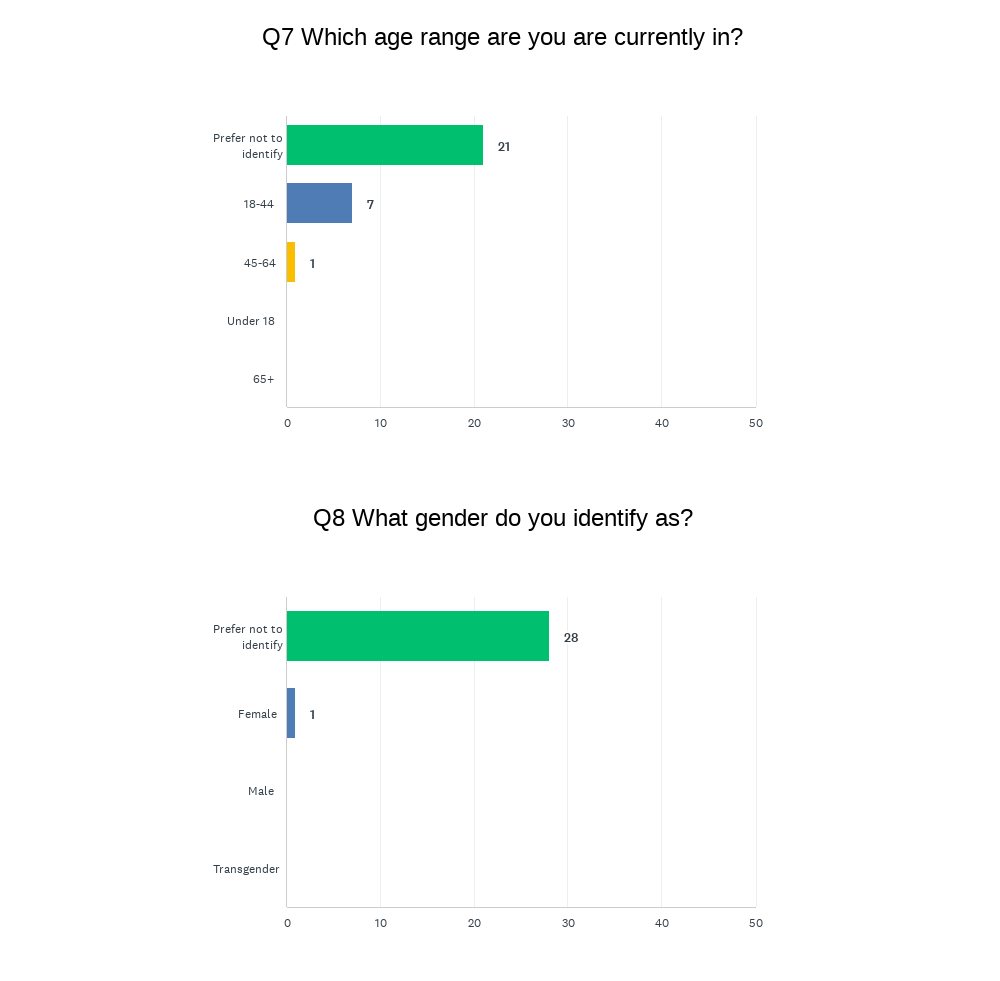 Q7 Which age range are you are currently in?
Prefer not to
identify
21
18-44
7
45-64
1
Under 18
65+
0 10 20 30 40 50
Q8 What gender do you identify as?
Prefer not to
identify
28
Female
1
Male
Transgender
0 10 20 30 40 50